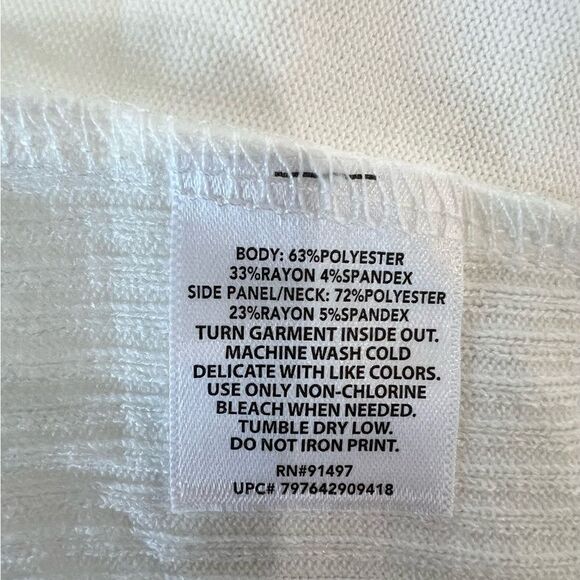 BODY: 63%POLYESTER
33%RAYON 4%SPANDEX
SIDE PANEL/NECK: 72%POLYESTER
23%RAYON 5%SPANDEX
TURN GARMENT INSIDE OUT.
MACHINE WASH COLD
DELICATE WITH LIKE COLORS.
USE ONLY NON-CHLORINE
BLEACH WHEN NEEDED.
TUMBLE DRY LOW.
DO NOT IRON PRINT.
RN#91497
UPC# 797642909418